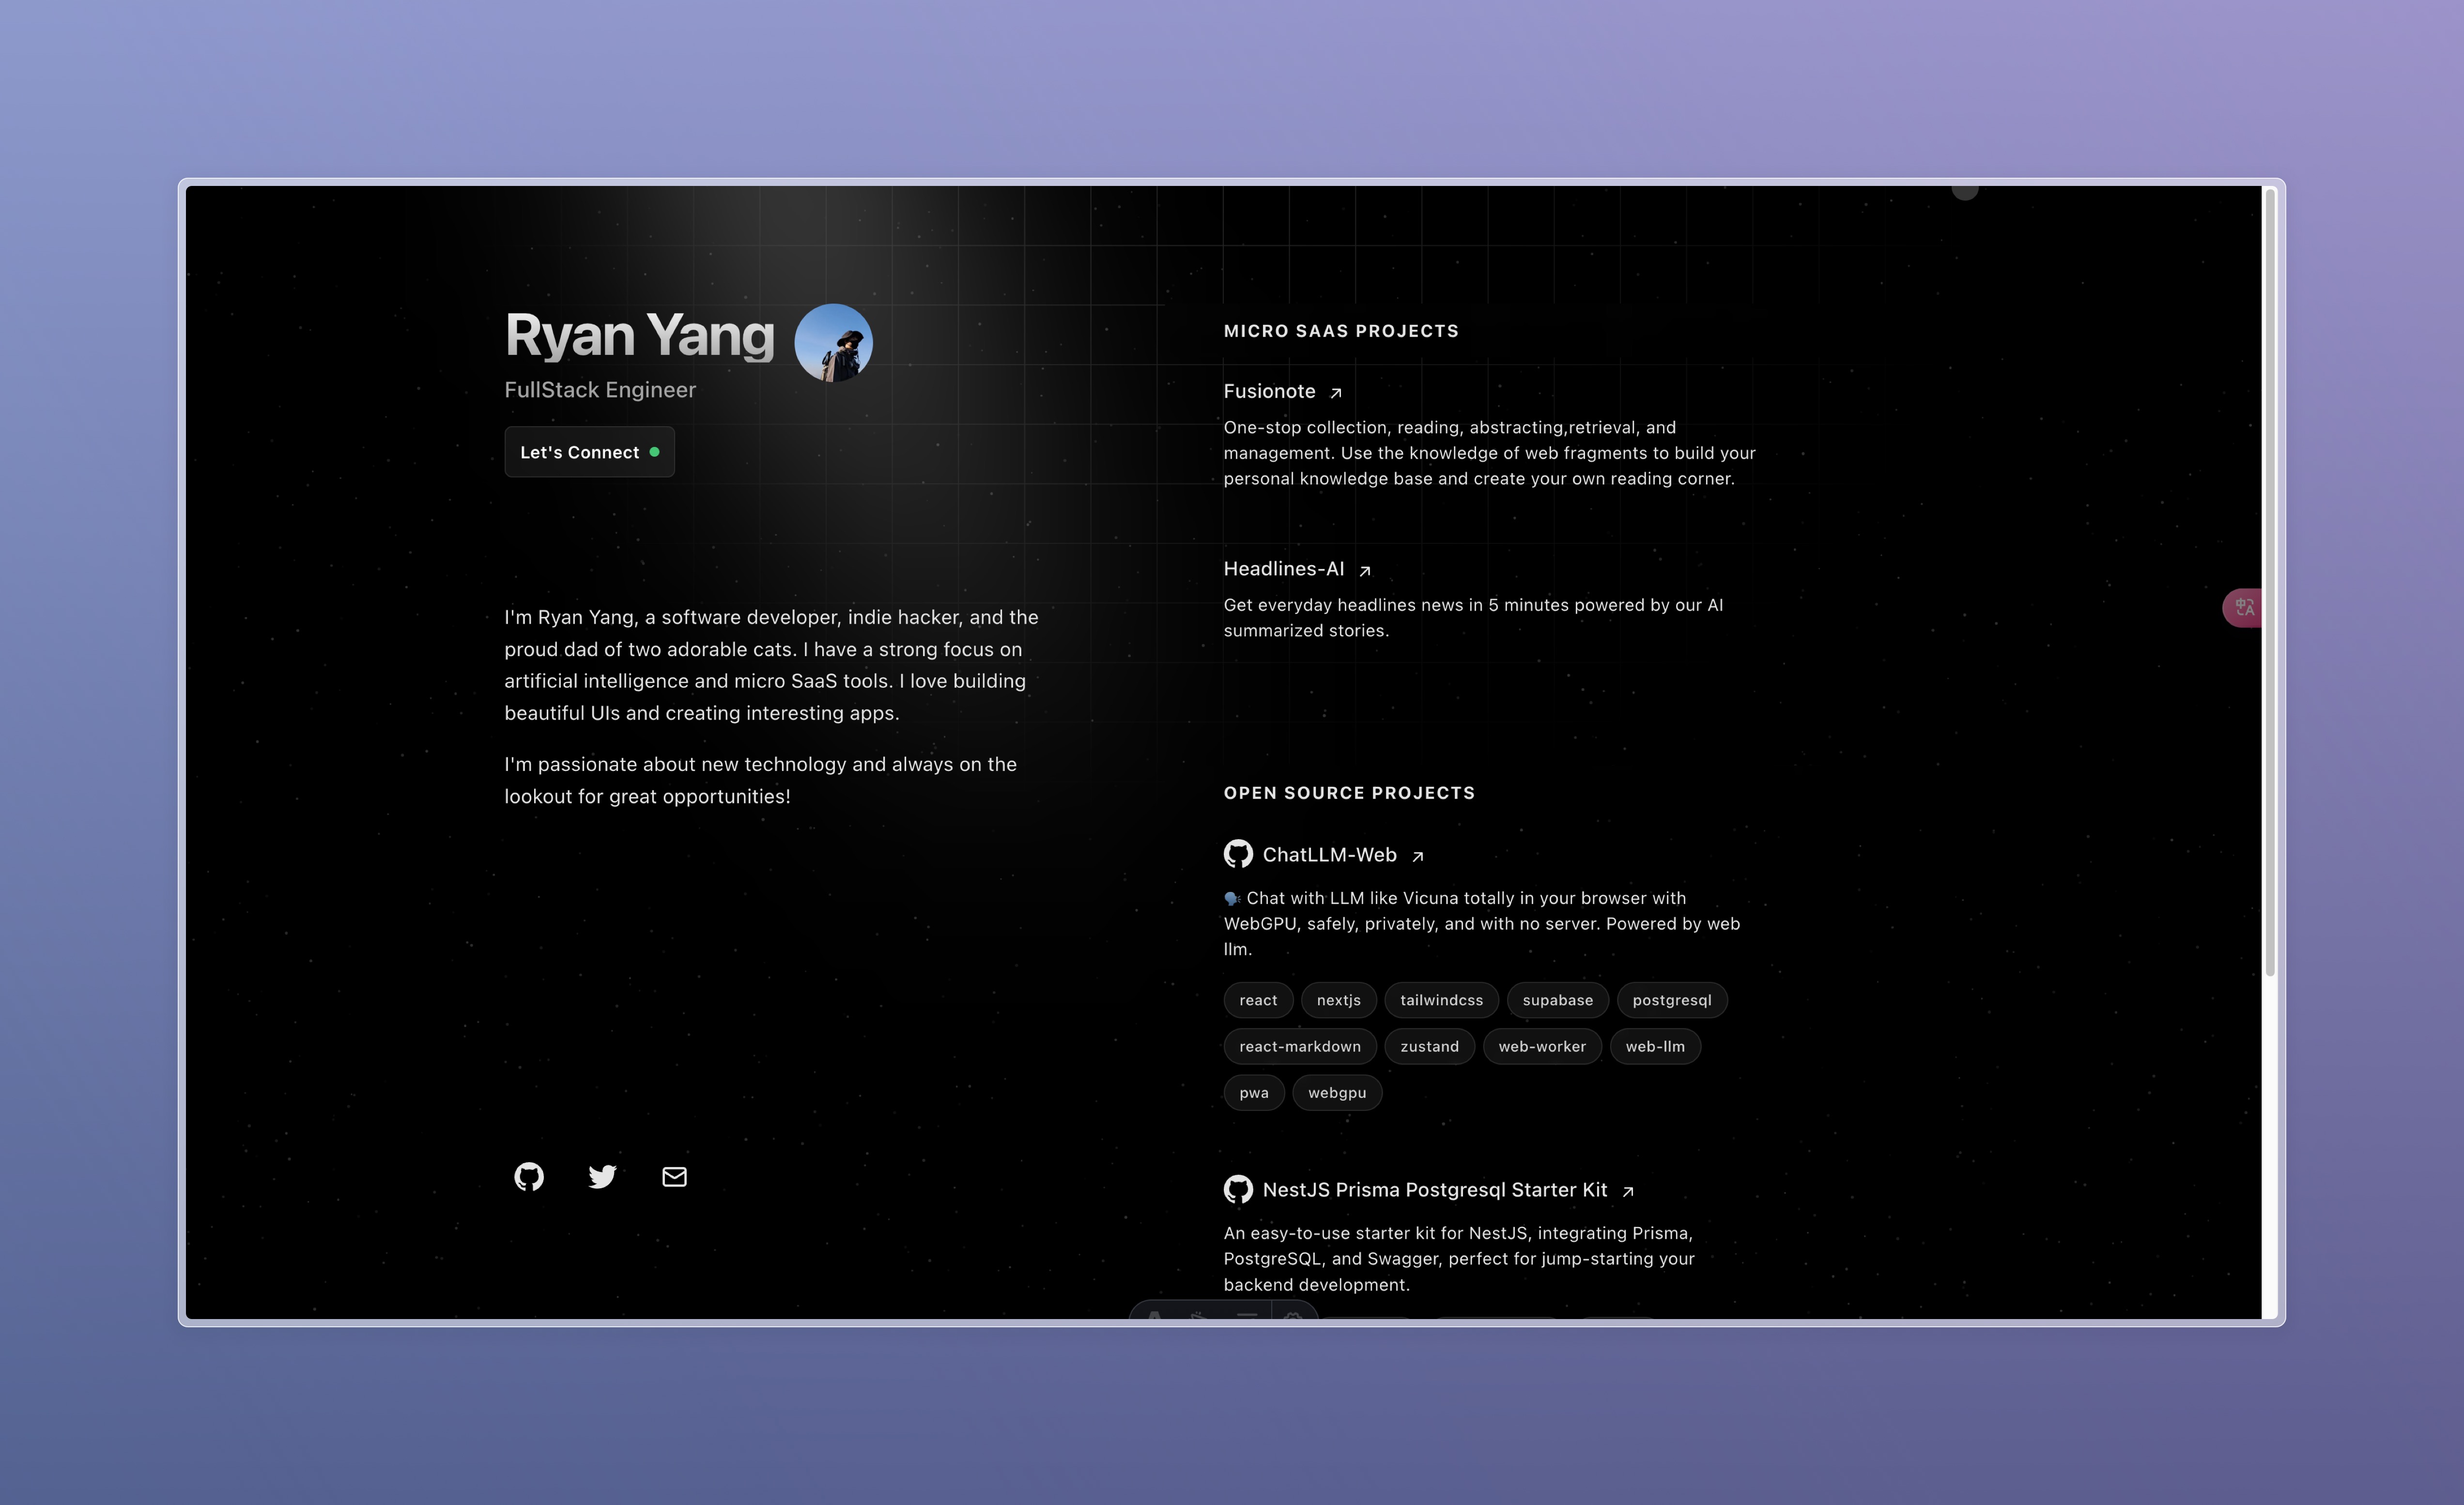 Ryan Yang
FullStack Engineer
Let's Connect
I'm Ryan Yang, a software developer, indie hacker, and the
proud dad of two adorable cats. I have a strong focus on
artificial intelligence and micro SaaS tools. I love building
beautiful UIs and creating interesting apps.
I'm passionate about new technology and always on the
lookout for great opportunities!
MICRO SAAS PROJECTS
Fusionote
One-stop collection, reading, abstracting,retrieval, and
management. Use the knowledge of web fragments to build your
personal knowledge base and create your own reading corner.
Headlines-AI
Get everyday headlines news in 5 minutes powered by our AI
summarized stories.
OPEN SOURCE PROJECTS
ChatLLM-Web
🗣️ Chat with LLM like Vicuna totally in your browser with
WebGPU, safely, privately, and with no server. Powered by web
llm.
react nextjs tailwindcss supabase postgresql
react-markdown zustand web-worker web-llm
pwa webgpu
NestJS Prisma Postgresql Starter Kit
An easy-to-use starter kit for NestJS, integrating Prisma,
PostgreSQL, and Swagger, perfect for jump-starting your
backend development.